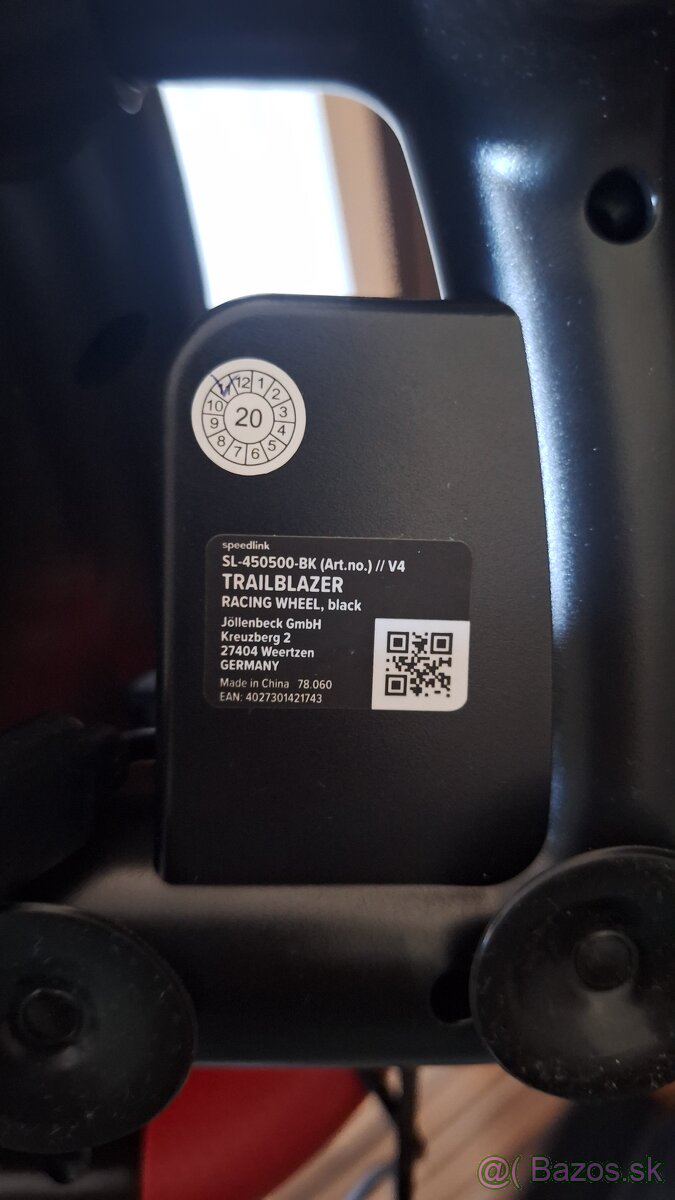 12 1 2 3 4 5 6 7 8 9 10
20
speedlink
SL-450500-BK (Art.no.) // V4
TRAILBLAZER
RACING WHEEL, black
Jöllenbeck GmbH
Kreuzberg 2
27404 Weertzen
GERMANY
Made in China 78.060
EAN: 4027301421743
@( Bazos.sk